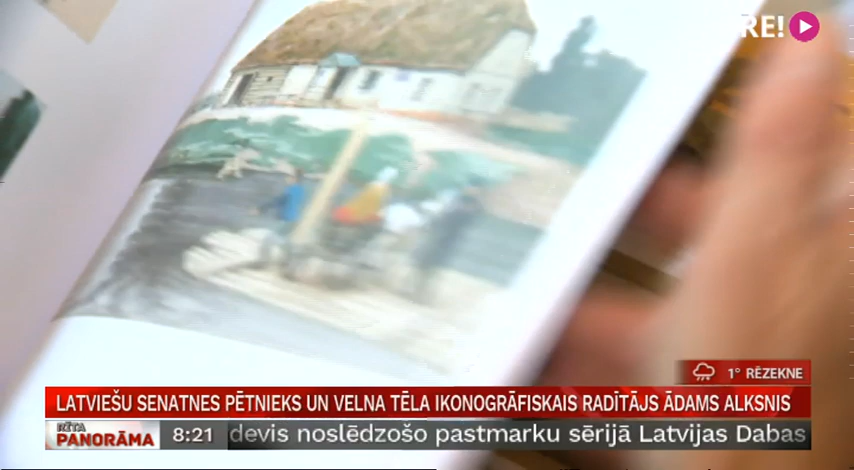 RE!
1° RĒZEKNE
LATVIEŠU SENATNES PĒTNIEKS UN VELNA TĒLA IKONOGRĀFISKAIS RADĪTĀJS ĀDAMS ALKSNIS
RĪTA PANORĀMA
8:21
devis noslēdzošo pastmarku sērijā Latvijas Dabas